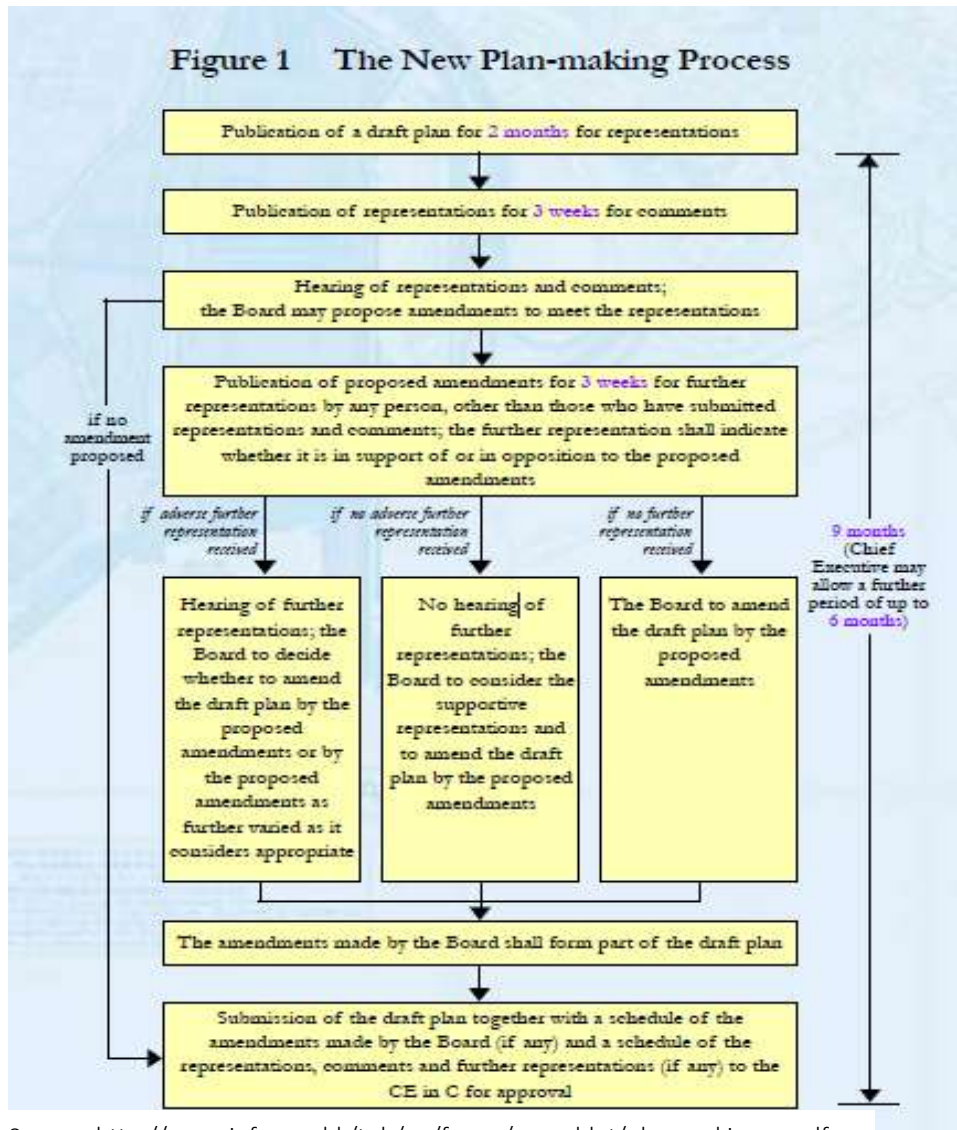 Figure 1 The New Plan-making Process
Publication of a draft plan for 2 months for representations
Publication of representations for 3 weeks for comments
Hearing of representations and comments;
the Board may propose amendments to meet the representations
Publication of proposed amendments for 3 weeks for further
representations by any person, other than those who have submitted
representations and comments; the further representation shall indicate
whether it is in support of or in opposition to the proposed
amendments
if no
amendment
proposed
if adverse further
representation
received
if no adverse further
representation
received
if no further
representation
received
9 months
(Chief
Executive may
allow a further
period of up to
6 months)
Hearing of further
representations; the
Board to decide
whether to amend
the draft plan by the
proposed
amendments or by
the proposed
amendments as
further varied as it
considers appropriate
No hearing of
further
representations; the
Board to consider the
supportive
representations and
to amend the draft
plan by the proposed
amendments
The Board to amend
the draft plan by the
proposed
amendments
The amendments made by the Board shall form part of the draft plan
Submission of the draft plan together with a schedule of the
amendments made by the Board (if any) and a schedule of the
representations, comments and further representations (if any) to the
CE in C for approval